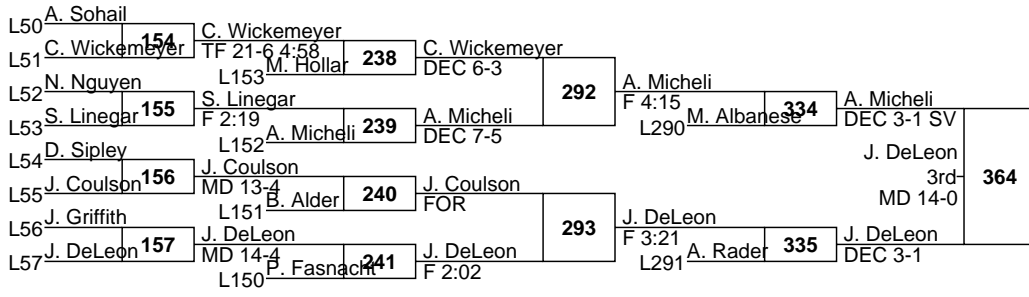 L50 A. Sohail
154
L51 C. Wickemeyer
C. Wickemeyer
TF 21-6 4:58
L153 M. Hollar
238
C. Wickemeyer
DEC 6-3
L52 N. Nguyen
155
L53 S. Linegar
S. Linegar
F 2:19
L152 A. Micheli
239
A. Micheli
DEC 7-5
292
A. Micheli
F 4:15
L290 M. Albanese
334
A. Micheli
DEC 3-1 SV
L54 D. Sipley
156
L55 J. Coulson
J. Coulson
MD 13-4
L151 B. Alder
240
J. Coulson
FOR
L56 J. Griffith
157
L57 J. DeLeon
J. DeLeon
MD 14-4
L150 P. Fasnacht
241
J. DeLeon
F 2:02
293
J. DeLeon
F 3:21
L291 A. Rader
335
J. DeLeon
DEC 3-1
364
J. DeLeon
3rd
MD 14-0